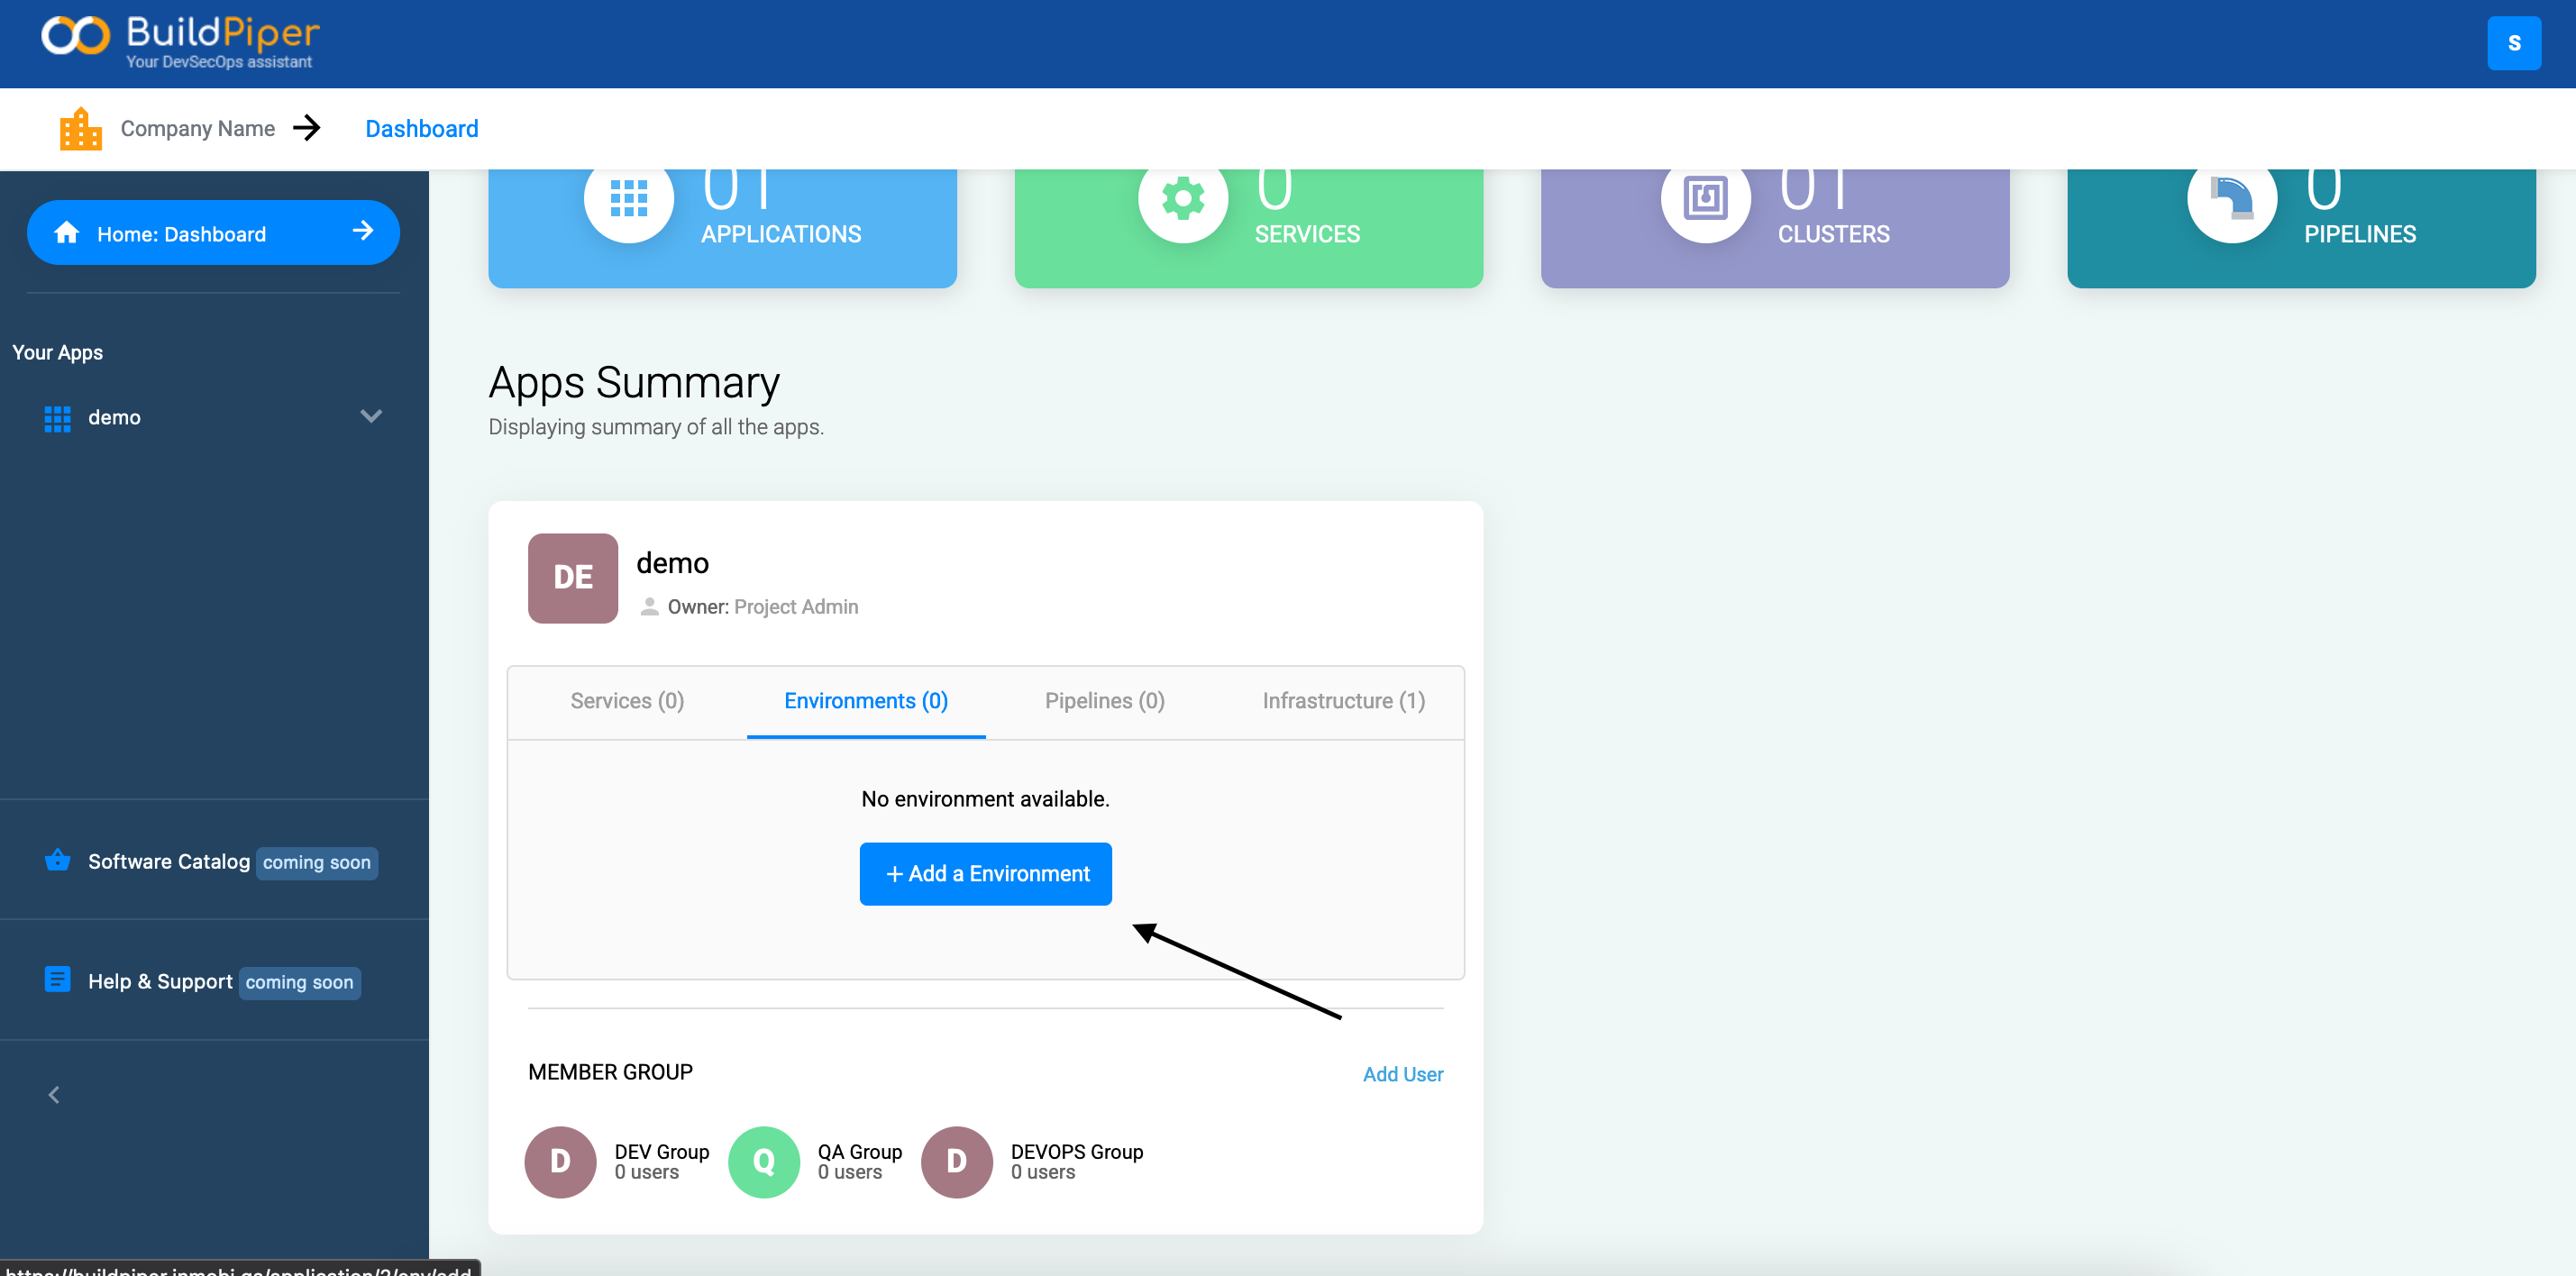 BuildPiper
Your DevSecOps assistant
S
Company Name
Dashboard
Home: Dashboard
01
APPLICATIONS
0
SERVICES
01
CLUSTERS
0
PIPELINES
Your Apps
demo
Apps Summary
Displaying summary of all the apps.
DE
demo
Owner: Project Admin
Services (0)
Environments (0)
Pipelines (0)
Infrastructure (1)
No environment available.
+ Add a Environment
Software Catalog coming soon
Help & Support coming soon
MEMBER GROUP
Add User
D
DEV Group
0 users
Q
QA Group
0 users
D
DEVOPS Group
0 users